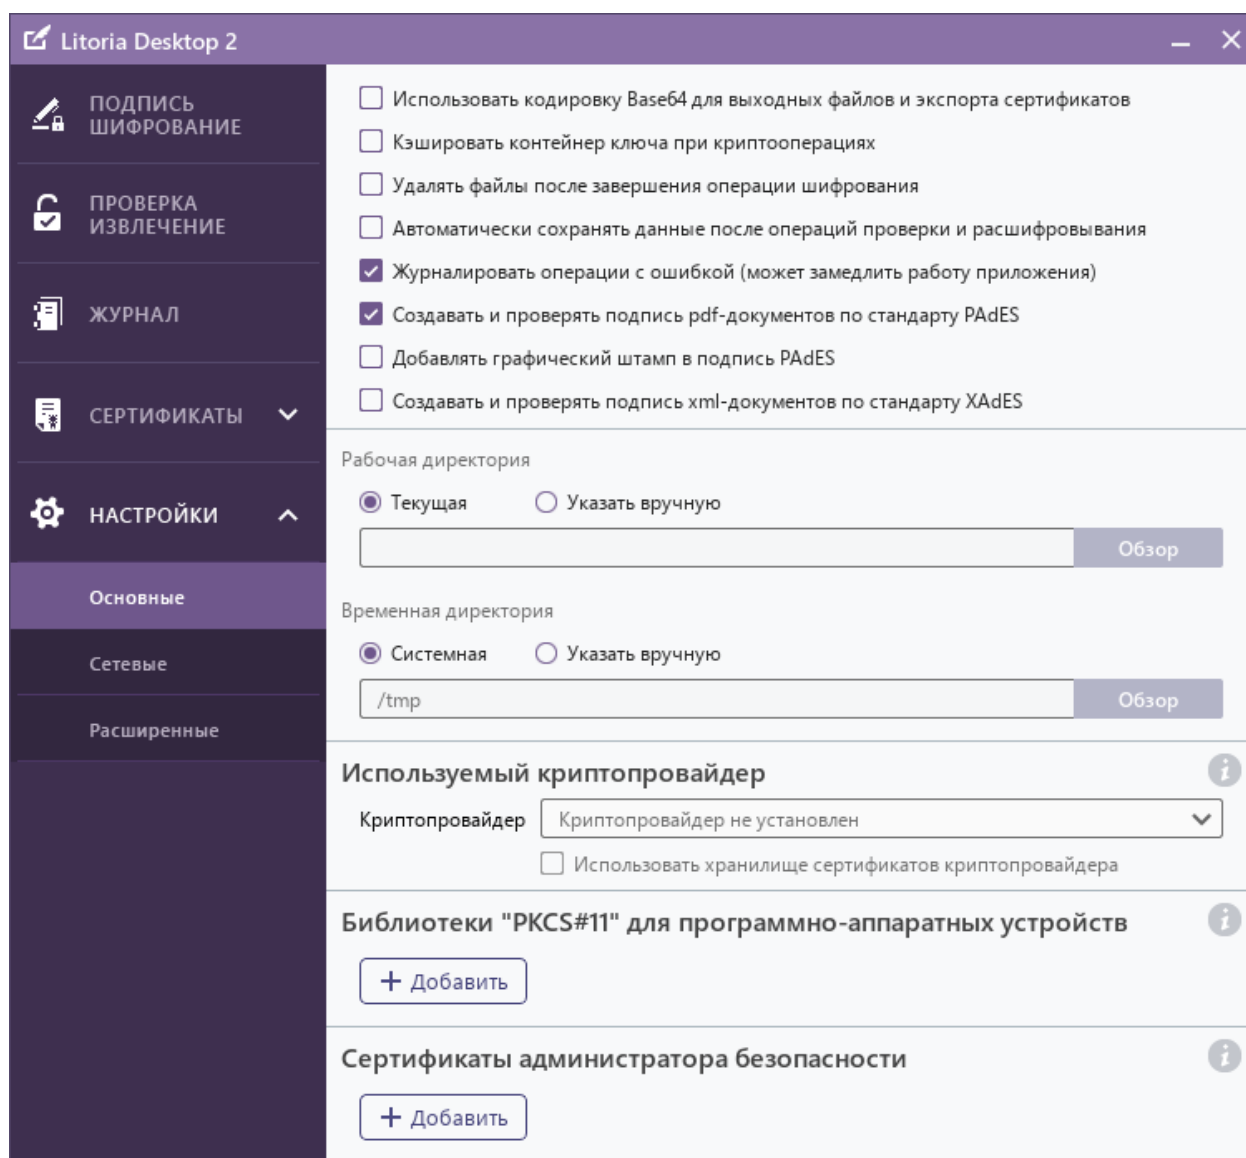 Litoria Desktop 2
ПОДПИСЬ
ШИФРОВАНИЕ
ПРОВЕРКА
ИЗВЛЕЧЕНИЕ
ЖУРНАЛ
СЕРТИФИКАТЫ
НАСТРОЙКИ
Основные
Сетевые
Расширенные
Использовать кодировку Base64 для выходных файлов и экспорта сертификатов
Кэшировать контейнер ключа при криптооперациях
Удалять файлы после завершения операции шифрования
Автоматически сохранять данные после операций проверки и расшифровывания
Журналировать операции с ошибкой (может замедлить работу приложения)
Создавать и проверять подпись pdf-документов по стандарту PAdES
Добавлять графический штамп в подпись PAdES
Создавать и проверять подпись xml-документов по стандарту XAdES
Рабочая директория
Текущая Указать вручную
Обзор
Временная директория
Системная Указать вручную
/tmp Обзор
Используемый криптопровайдер
Криптопровайдер Криптопровайдер не установлен
Использовать хранилище сертификатов криптопровайдера
Библиотеки "PKCS#11" для программно-аппаратных устройств
+ Добавить
Сертификаты администратора безопасности
+ Добавить